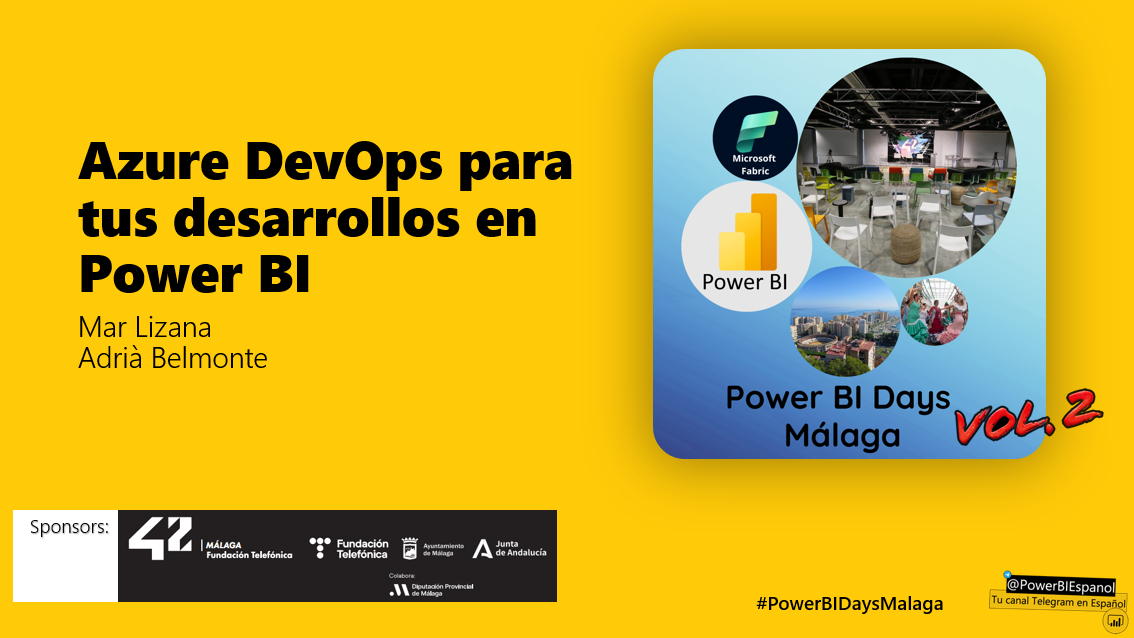 Azure DevOps para
tus desarrollos en
Power BI
Mar Lizana
Adrià Belmonte
Microsoft
Fabric
42
Power BI
Power BI Days
Málaga
VOL. 2
Sponsors:
42
MÁLAGA
Fundación Telefónica
Fundación
Telefónica
Ayuntamiento
de Málaga
Junta
de Andalucía
Colabora:
Diputación Provincial
de Málaga
#PowerBIDaysMalaga
@PowerBIEspanol
Tu canal Telegram en Español